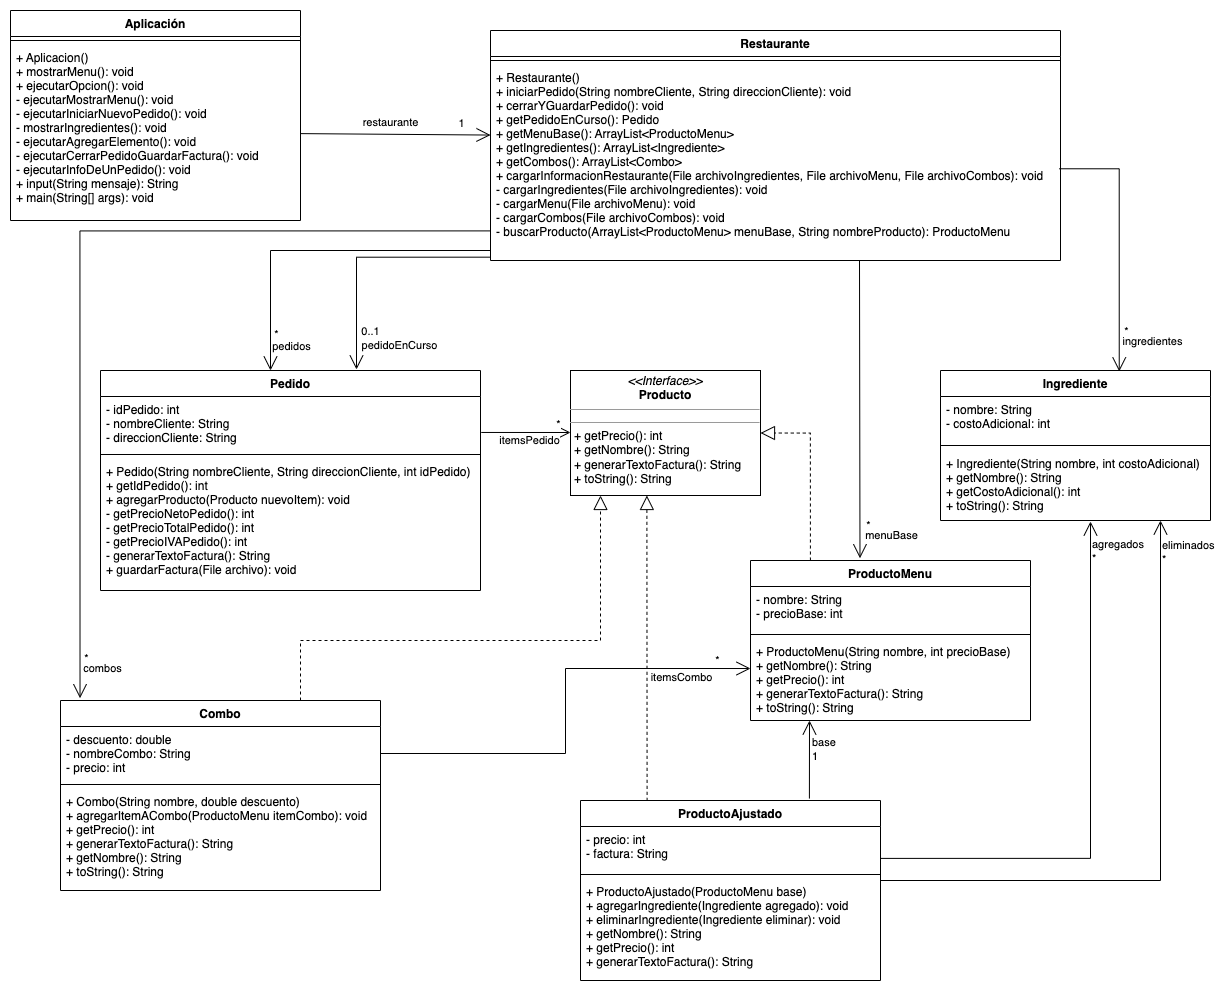 Aplicación
+ Aplicacion()
+ mostrarMenu(): void
+ ejecutarOpcion(): void
- ejecutarMostrarMenu(): void
- ejecutarIniciarNuevoPedido(): void
- mostrarIngredientes(): void
- ejecutarAgregarElemento(): void
- ejecutarCerrarPedidoGuardarFactura(): void
- ejecutarInfoDeUnPedido(): void
+ input(String mensaje): String
+ main(String[] args): void
restaurante
1
Restaurante
+ Restaurante()
+ iniciarPedido(String nombreCliente, String direccionCliente): void
+ cerrarYGuardarPedido(): void
+ getPedidoEnCurso(): Pedido
+ getMenuBase(): ArrayList<ProductoMenu>
+ getIngredientes(): ArrayList<Ingrediente>
+ getCombos(): ArrayList<Combo>
+ cargarInformacionRestaurante(File archivoIngredientes, File archivoMenu, File archivoCombos): void
- cargarIngredientes(File archivoIngredientes): void
- cargarMenu(File archivoMenu): void
- cargarCombos(File archivoCombos): void
- buscarProducto(ArrayList<ProductoMenu> menuBase, String nombreProducto): ProductoMenu
*
pedidos
0..1
pedidoEnCurso
*
ingredientes
Pedido
- idPedido: int
- nombreCliente: String
- direccionCliente: String
+ Pedido(String nombreCliente, String direccionCliente, int idPedido)
+ getIdPedido(): int
+ agregarProducto(Producto nuevoItem): void
- getPrecioNetoPedido(): int
- getPrecioTotalPedido(): int
- getPrecioIVAPedido(): int
- generarTextoFactura(): String
+ guardarFactura(File archivo): void
*
itemsPedido
<<Interface>>
Producto
+ getPrecio(): int
+ getNombre(): String
+ generarTextoFactura(): String
+ toString(): String
Ingrediente
- nombre: String
- costoAdicional: int
+ Ingrediente(String nombre, int costoAdicional)
+ getNombre(): String
+ getCostoAdicional(): int
+ toString(): String
*
menuBase
agregados
*
eliminados
*
ProductoMenu
- nombre: String
- precioBase: int
+ ProductoMenu(String nombre, int precioBase)
+ getNombre(): String
+ getPrecio(): int
+ generarTextoFactura(): String
+ toString(): String
*
combos
*
itemsCombo
Combo
- descuento: double
- nombreCombo: String
- precio: int
+ Combo(String nombre, double descuento)
+ agregarItemACombo(ProductoMenu itemCombo): void
+ getPrecio(): int
+ generarTextoFactura(): String
+ getNombre(): String
+ toString(): String
base
1
ProductoAjustado
- precio: int
- factura: String
+ ProductoAjustado(ProductoMenu base)
+ agregarIngrediente(Ingrediente agregado): void
+ eliminarIngrediente(Ingrediente eliminar): void
+ getNombre(): String
+ getPrecio(): int
+ generarTextoFactura(): String